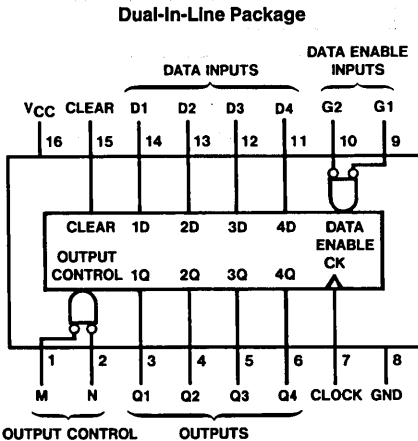 Dual-In-Line Package
DATA INPUTS
DATA ENABLE
INPUTS
VCC CLEAR D1 D2 D3 D4 G2 G1
16 15 14 13 12 11 10 9
CLEAR 1D 2D 3D 4D DATA
ENABLE
OUTPUT
CONTROL 1Q 2Q 3Q 4Q CK
1 2 3 4 5 6 7 8
M N Q1 Q2 Q3 Q4 CLOCK GND
OUTPUT CONTROL OUTPUTS